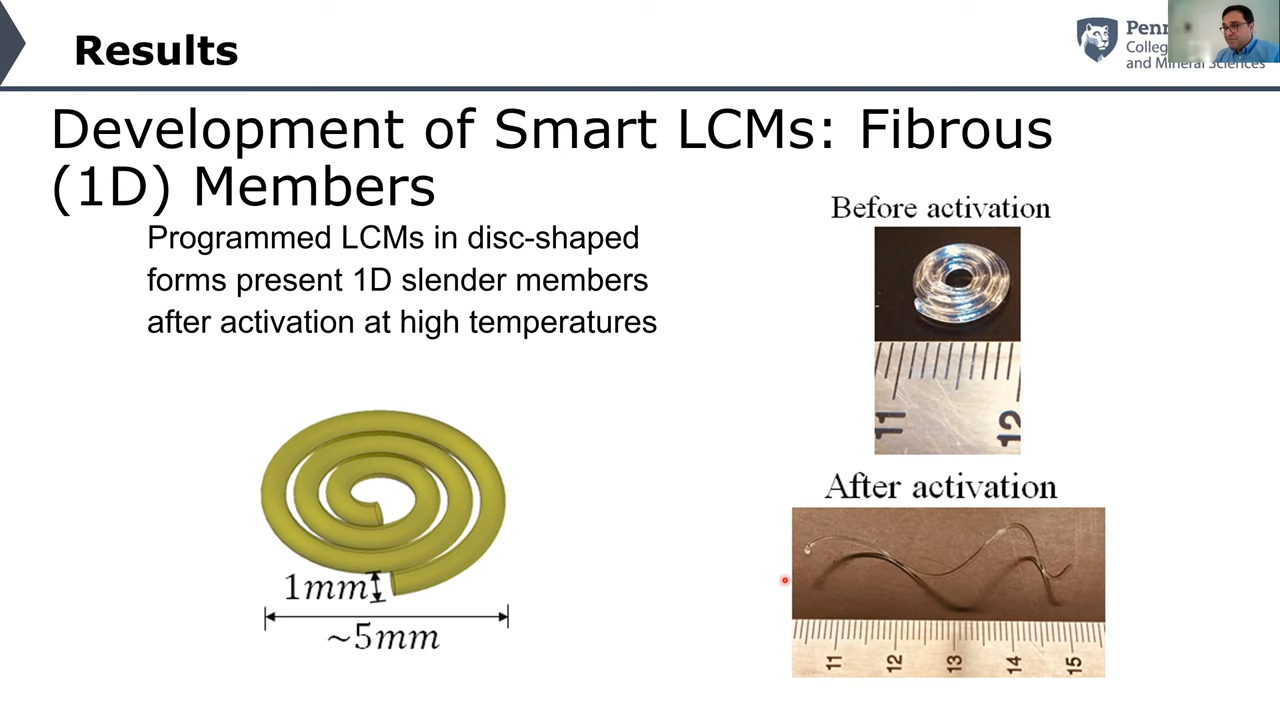 Results
Penn
College
and Mineral Sciences
Development of Smart LCMs: Fibrous
(1D) Members
Programmed LCMs in disc-shaped
forms present 1D slender members
after activation at high temperatures
Before activation
11 12
After activation
11 12 13 14 15
1mm
~5mm